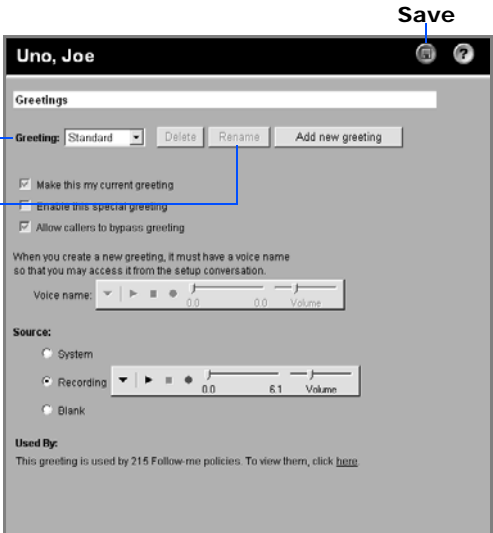 Save
Uno, Joe
Greetings
Greeting: Standard Delete Rename Add new greeting
Make this my current greeting
Enable this special greeting
Allow callers to bypass greeting
When you create a new greeting, it must have a voice name
so that you may access it from the setup conversation.
Voice name:
0.0 0.0 Volume
Source:
System
Recording
0.0 6.1 Volume
Blank
Used By:
This greeting is used by 215 Follow-me policies. To view them, click here.